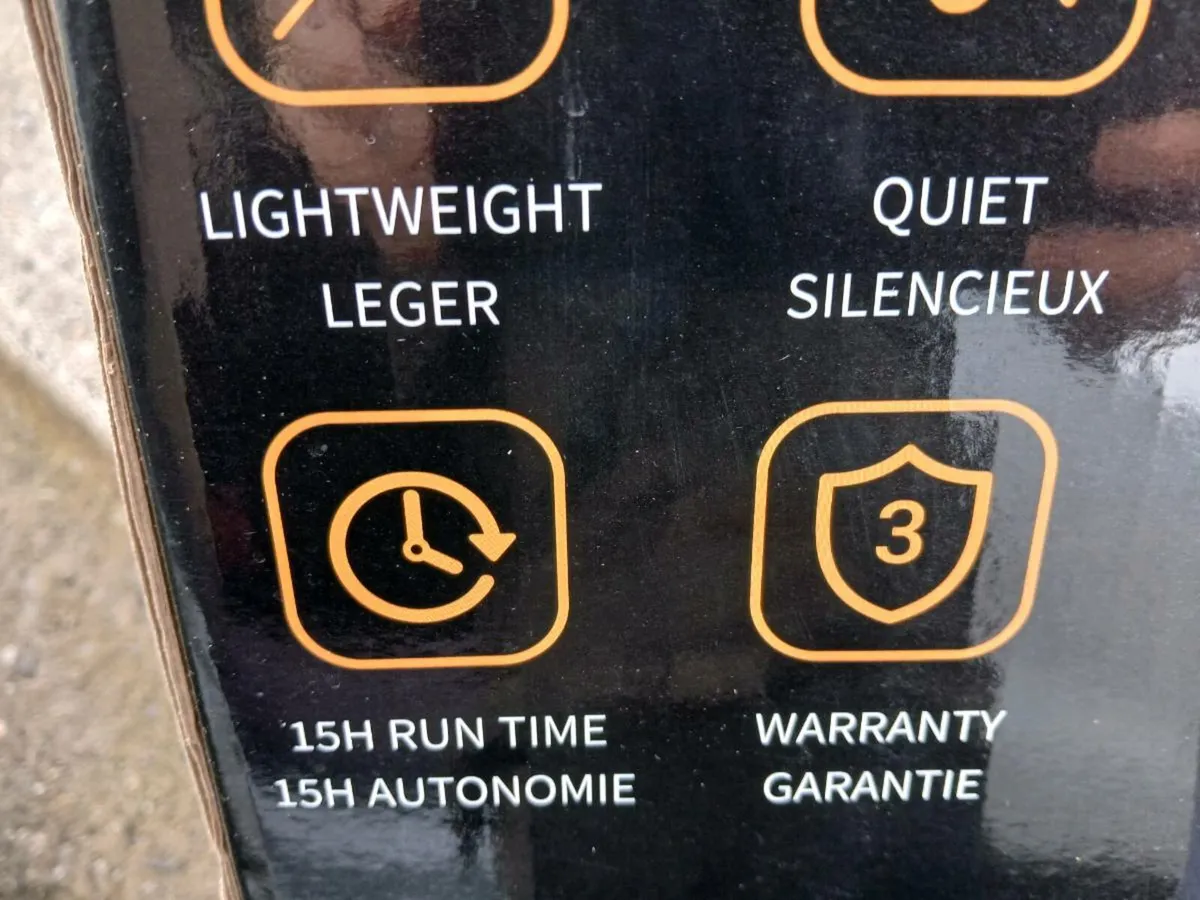 LIGHTWEIGHT
LEGER
QUIET
SILENCIEUX
3
15H RUN TIME
15H AUTONOMIE
WARRANTY
GARANTIE